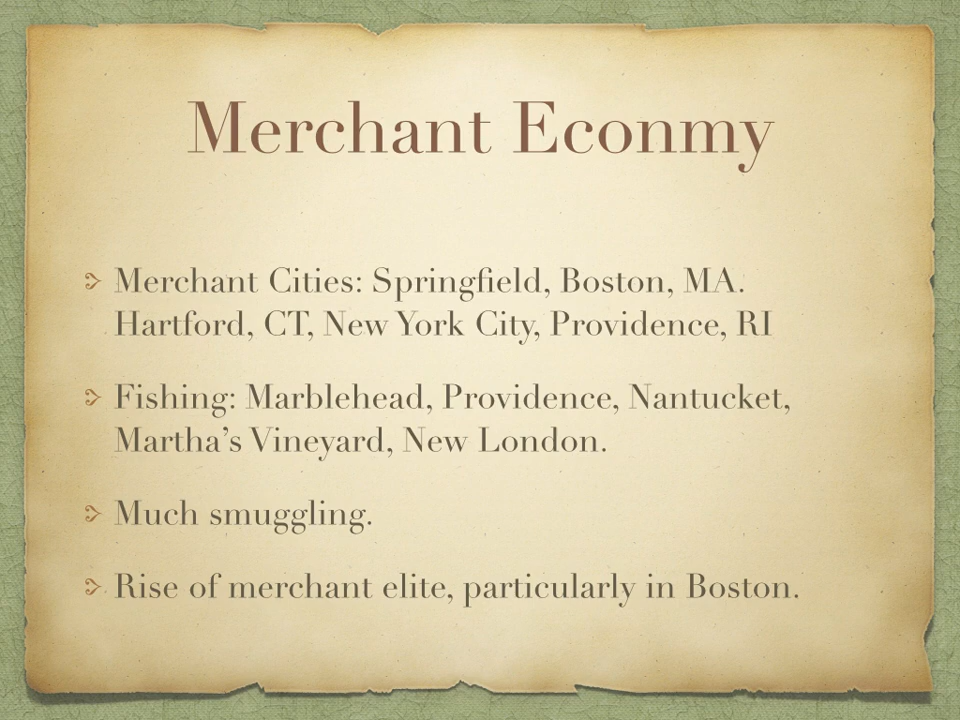 Merchant Econmy
Merchant Cities: Springfield, Boston, MA.
Hartford, CT, New York City, Providence, RI
Fishing: Marblehead, Providence, Nantucket,
Martha's Vineyard, New London.
Much smuggling.
Rise of merchant elite, particularly in Boston.